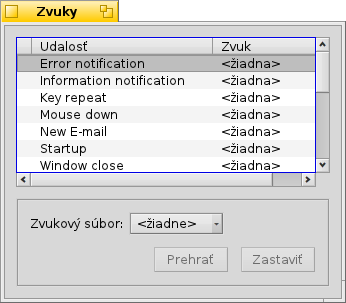 Zvuky
Udalosť Zvuk
Error notification <žiadna>
Information notification <žiadna>
Key repeat <žiadna>
Mouse down <žiadna>
New E-mail <žiadna>
Startup <žiadna>
Window close <žiadna>
Zvukový súbor: <žiadne>
Prehrať Zastaviť